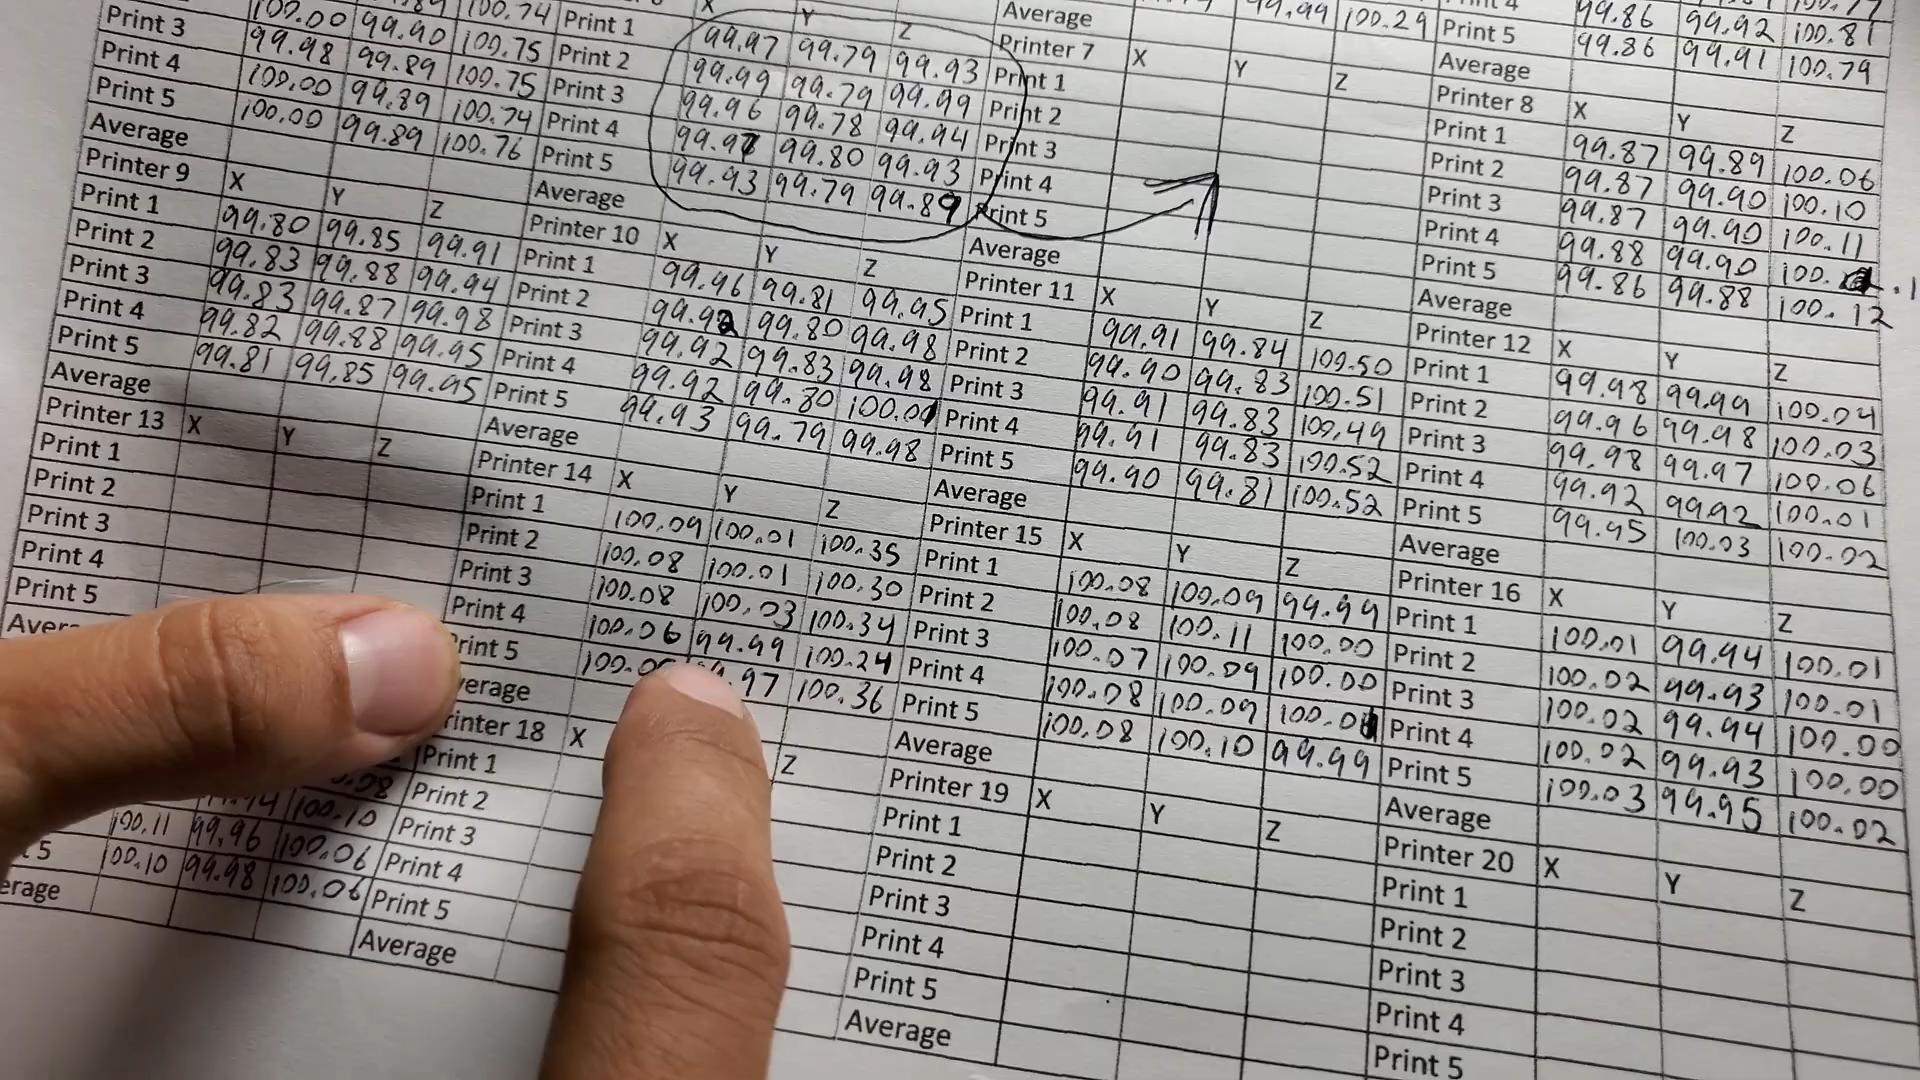 100.74
100.00 99.90 100.75
Print 3 99.98 99.89 100.75
Print 4 100.00 99.89 100.74
Print 5 100.00 99.89 100.76
Average
X Y Z
Print 1 99.97 99.79 99.93
Print 2 99.99 99.79 99.99
Print 3 99.96 99.78 99.94
Print 4 99.97 99.80 99.93
Print 5 99.93 99.79 99.89
Average
99.99 100.29
Average
Printer 7 X Y Z
Print 1
Print 2
Print 3
Print 4
Print 5
Average
99.86 99.92 100.81
Print 5 99.86 99.91 100.79
Average
Printer 8 X Y Z
Print 1 99.87 99.89 100.06
Print 2 99.87 99.90 100.10
Print 3 99.87 99.90 100.11
Print 4 99.88 99.90 100. .1
Print 5 99.86 99.88 100.12
Average
Printer 9 X Y Z
Print 1 99.80 99.85 99.91
Print 2 99.83 99.88 99.94
Print 3 99.83 99.87 99.98
Print 4 99.82 99.88 99.95
Print 5 99.81 99.85 99.95
Average
Printer 10 X Y Z
Print 1 99.96 99.81 99.95
Print 2 99.92 99.80 99.98
Print 3 99.92 99.83 99.98
Print 4 99.92 99.80 100.00
Print 5 99.93 99.79 99.98
Average
Printer 11 X Y Z
Print 1 99.91 99.84 100.50
Print 2 99.90 99.83 100.51
Print 3 99.91 99.83 100.49
Print 4 99.91 99.83 100.52
Print 5 99.90 99.81 100.52
Average
Printer 12 X Y Z
Print 1 99.98 99.99 100.04
Print 2 99.96 99.98 100.03
Print 3 99.98 99.97 100.06
Print 4 99.92 99.92 100.01
Print 5 99.95 100.03 100.02
Average
Printer 13 X Y Z
Print 1
Print 2
Print 3
Print 4
Print 5
Printer 14 X Y Z
Print 1 100.09 100.01 100.35
Print 2 100.08 100.01 100.30
Print 3 100.08 100.03 100.34
Print 4 100.06 99.99 100.24
Print 5 100.36
Average
Printer 15 X Y Z
Print 1 100.08 100.09 99.99
Print 2 100.08 100.11 100.00
Print 3 100.07 100.09 100.00
Print 4 100.08 100.09 100.01
Print 5 100.08 100.10 99.99
Average
Printer 16 X Y Z
Print 1 100.01 99.94 100.01
Print 2 100.02 99.93 100.01
Print 3 100.02 99.94 100.00
Print 4 100.02 99.93 100.00
Print 5 100.03 99.95 100.02
Average
100.10
100.11 99.96 100.06
5 100.10 99.98 100.06
Printer 18 X Z
Print 1
Print 2
Print 3
Print 4
Print 5
Average
Printer 19 X Y Z
Print 1
Print 2
Print 3
Print 4
Print 5
Average
Printer 20 X Y Z
Print 1
Print 2
Print 3
Print 4
Print 5